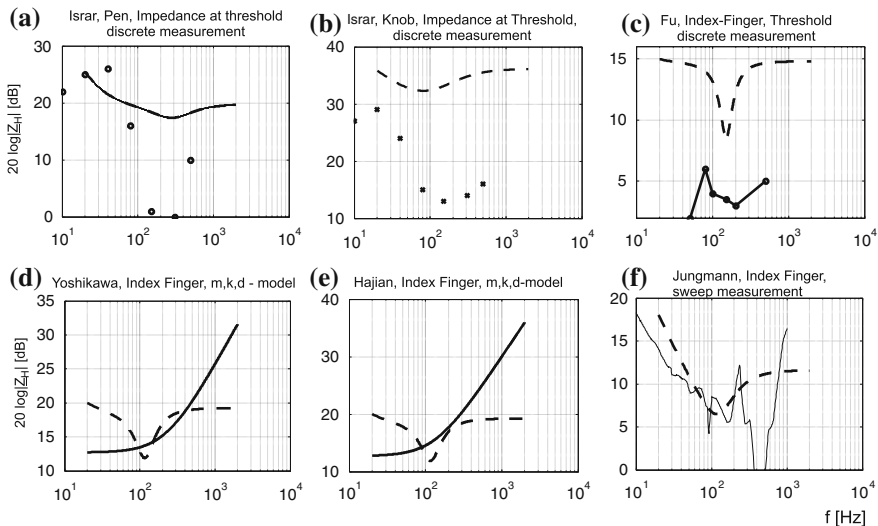 (a) Israr, Pen, Impedance at threshold
discrete measurement
30
20
10
0
20 log|Z_H| [dB]
10^1 10^2 10^3 10^4
(b) Israr, Knob, Impedance at Threshold,
discrete measurement
40
30
20
10
10^1 10^2 10^3 10^4
(c) Fu, Index-Finger, Threshold
discrete measurement
15
10
5
10^1 10^2 10^3 10^4
(d) Yoshikawa, Index Finger, m,k,d - model
35
30
25
20
15
10
20 log|Z_H| [dB]
10^1 10^2 10^3 10^4
(e) Hajian, Index Finger, m,k,d-model
40
30
20
10
10^1 10^2 10^3 10^4
(f) Jungmann, Index Finger,
sweep measurement
20
15
10
5
0
10^1 10^2 10^3 10^4
f [Hz]